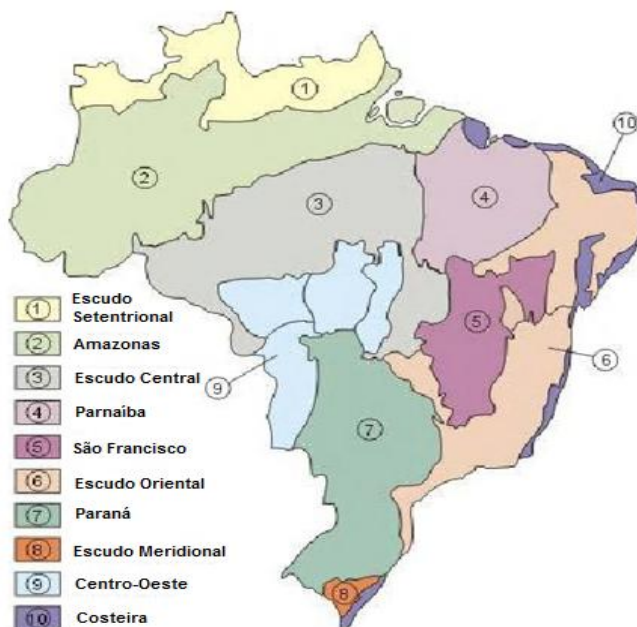 1
10
2
3
4
5
6
9
7
8
1 Escudo
Setentrional
2 Amazonas
3 Escudo Central
4 Parnaíba
5 São Francisco
6 Escudo Oriental
7 Paraná
8 Escudo Meridional
9 Centro-Oeste
10 Costeira